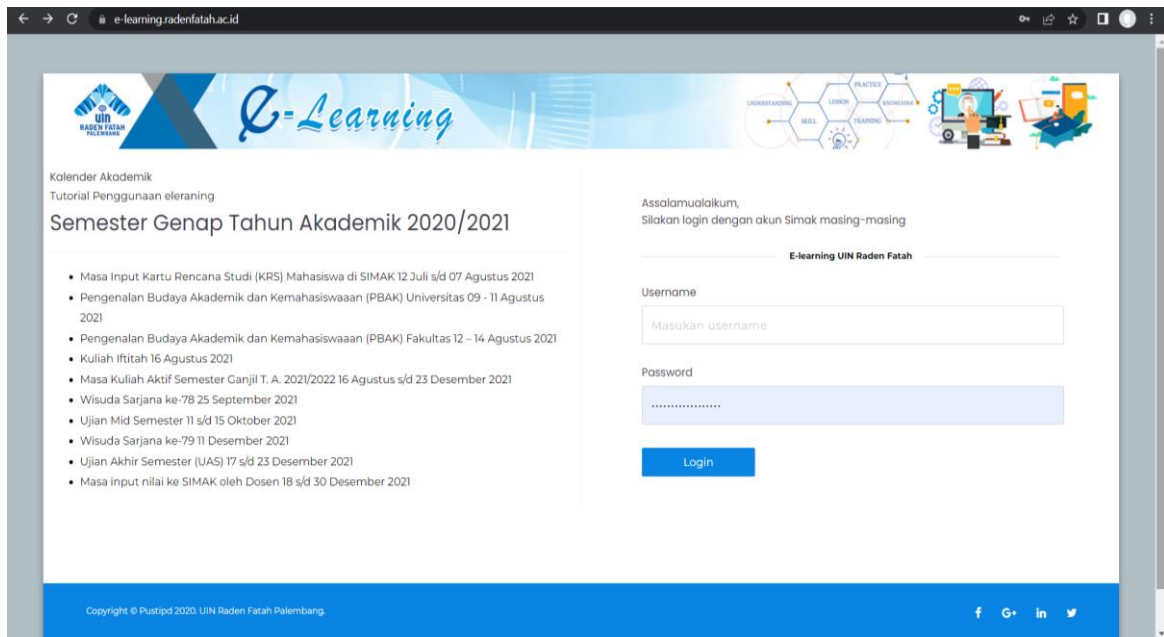 e-learning.radenfatah.ac.id
uin
RADEN FATAH
PALEMBANG
e-Learning
PRACTICE
UNDERSTANDING
LESSON
KNOWLEDGE
SKILL
TRAINING
Kalender Akademik
Tutorial Penggunaan eleraning
Semester Genap Tahun Akademik 2020/2021
• Masa Input Kartu Rencana Studi (KRS) Mahasiswa di SIMAK 12 Juli s/d 07 Agustus 2021
• Pengenalan Budaya Akademik dan Kemahasiswaaan (PBAK) Universitas 09 - 11 Agustus
2021
• Pengenalan Budaya Akademik dan Kemahasiswaaan (PBAK) Fakultas 12 – 14 Agustus 2021
• Kuliah Iftitah 16 Agustus 2021
• Masa Kuliah Aktif Semester Ganjil T. A. 2021/2022 16 Agustus s/d 23 Desember 2021
• Wisuda Sarjana ke-78 25 September 2021
• Ujian Mid Semester 11 s/d 15 Oktober 2021
• Wisuda Sarjana ke-79 11 Desember 2021
• Ujian Akhir Semester (UAS) 17 s/d 23 Desember 2021
• Masa input nilai ke SIMAK oleh Dosen 18 s/d 30 Desember 2021
Assalamualaikum,
Silakan login dengan akun Simak masing-masing
E-learning UIN Raden Fatah
Username
Masukan username
Password
Login
Copyright © Pustipd 2020. UIN Raden Fatah Palembang.
f G+ in